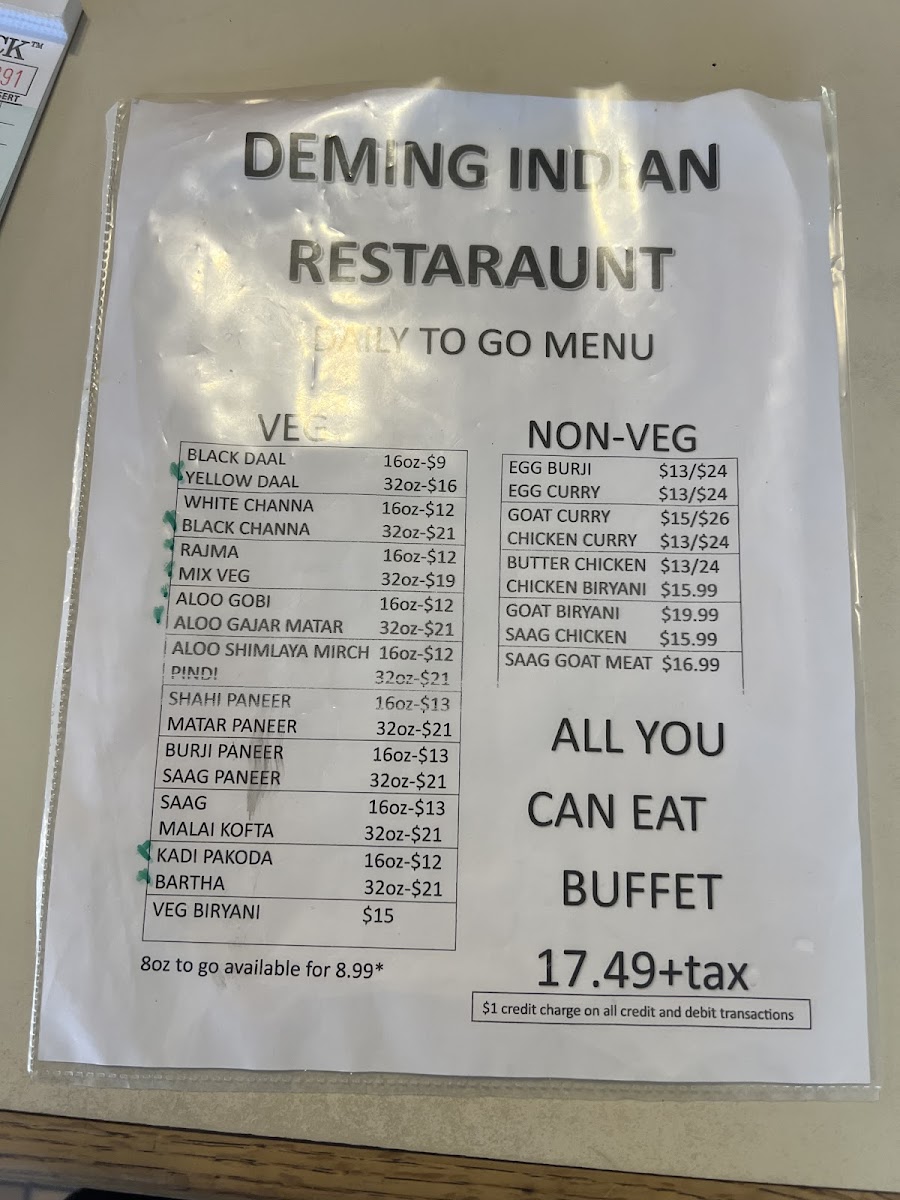 CK™
91
SERT
DEMING INDIAN
RESTARAUNT
DAILY TO GO MENU
VEG
BLACK DAAL 16oz-$9
YELLOW DAAL 32oz-$16
WHITE CHANNA 16oz-$12
BLACK CHANNA 32oz-$21
RAJMA 16oz-$12
MIX VEG 32oz-$19
ALOO GOBI 16oz-$12
ALOO GAJAR MATAR 32oz-$21
ALOO SHIMLAYA MIRCH 16oz-$12
PINDI 32oz-$21
SHAHI PANEER 16oz-$13
MATAR PANEER 32oz-$21
BURJI PANEER 16oz-$13
SAAG PANEER 32oz-$21
SAAG 16oz-$13
MALAI KOFTA 32oz-$21
KADI PAKODA 16oz-$12
BARTHA 32oz-$21
VEG BIRYANI $15
8oz to go available for 8.99*
NON-VEG
EGG BURJI $13/$24
EGG CURRY $13/$24
GOAT CURRY $15/$26
CHICKEN CURRY $13/$24
BUTTER CHICKEN $13/24
CHICKEN BIRYANI $15.99
GOAT BIRYANI $19.99
SAAG CHICKEN $15.99
SAAG GOAT MEAT $16.99
ALL YOU
CAN EAT
BUFFET
17.49+tax
$1 credit charge on all credit and debit transactions